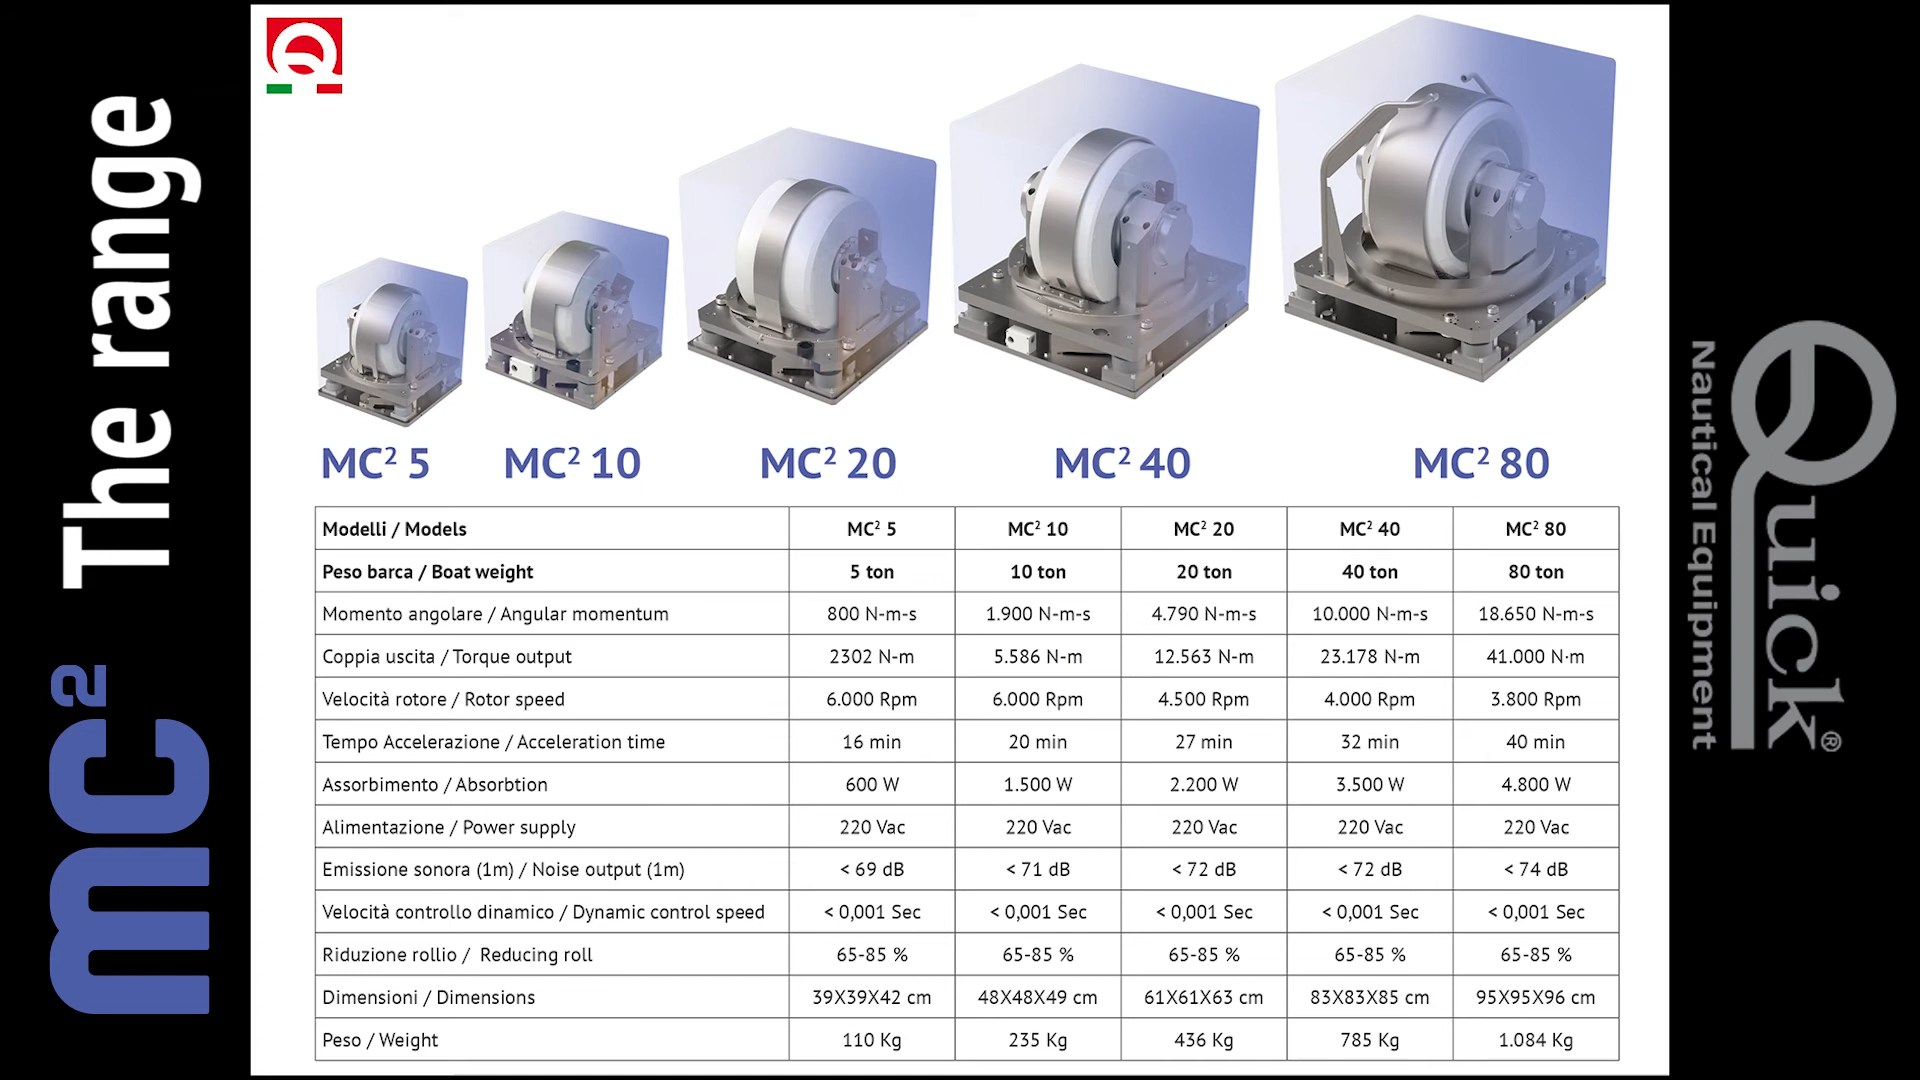 MC² The range
MC² 5 MC² 10 MC² 20 MC² 40 MC² 80
Modelli / Models MC² 5 MC² 10 MC² 20 MC² 40 MC² 80
Peso barca / Boat weight 5 ton 10 ton 20 ton 40 ton 80 ton
Momento angolare / Angular momentum 800 N-m-s 1.900 N-m-s 4.790 N-m-s 10.000 N-m-s 18.650 N-m-s
Coppia uscita / Torque output 2302 N-m 5.586 N-m 12.563 N-m 23.178 N-m 41.000 N·m
Velocità rotore / Rotor speed 6.000 Rpm 6.000 Rpm 4.500 Rpm 4.000 Rpm 3.800 Rpm
Tempo Accelerazione / Acceleration time 16 min 20 min 27 min 32 min 40 min
Assorbimento / Absorbtion 600 W 1.500 W 2.200 W 3.500 W 4.800 W
Alimentazione / Power supply 220 Vac 220 Vac 220 Vac 220 Vac 220 Vac
Emissione sonora (1m) / Noise output (1m) < 69 dB < 71 dB < 72 dB < 72 dB < 74 dB
Velocità controllo dinamico / Dynamic control speed < 0,001 Sec < 0,001 Sec < 0,001 Sec < 0,001 Sec < 0,001 Sec
Riduzione rollio / Reducing roll 65-85 % 65-85 % 65-85 % 65-85 % 65-85 %
Dimensioni / Dimensions 39X39X42 cm 48X48X49 cm 61X61X63 cm 83X83X85 cm 95X95X96 cm
Peso / Weight 110 Kg 235 Kg 436 Kg 785 Kg 1.084 Kg
Quick®
Nautical Equipment